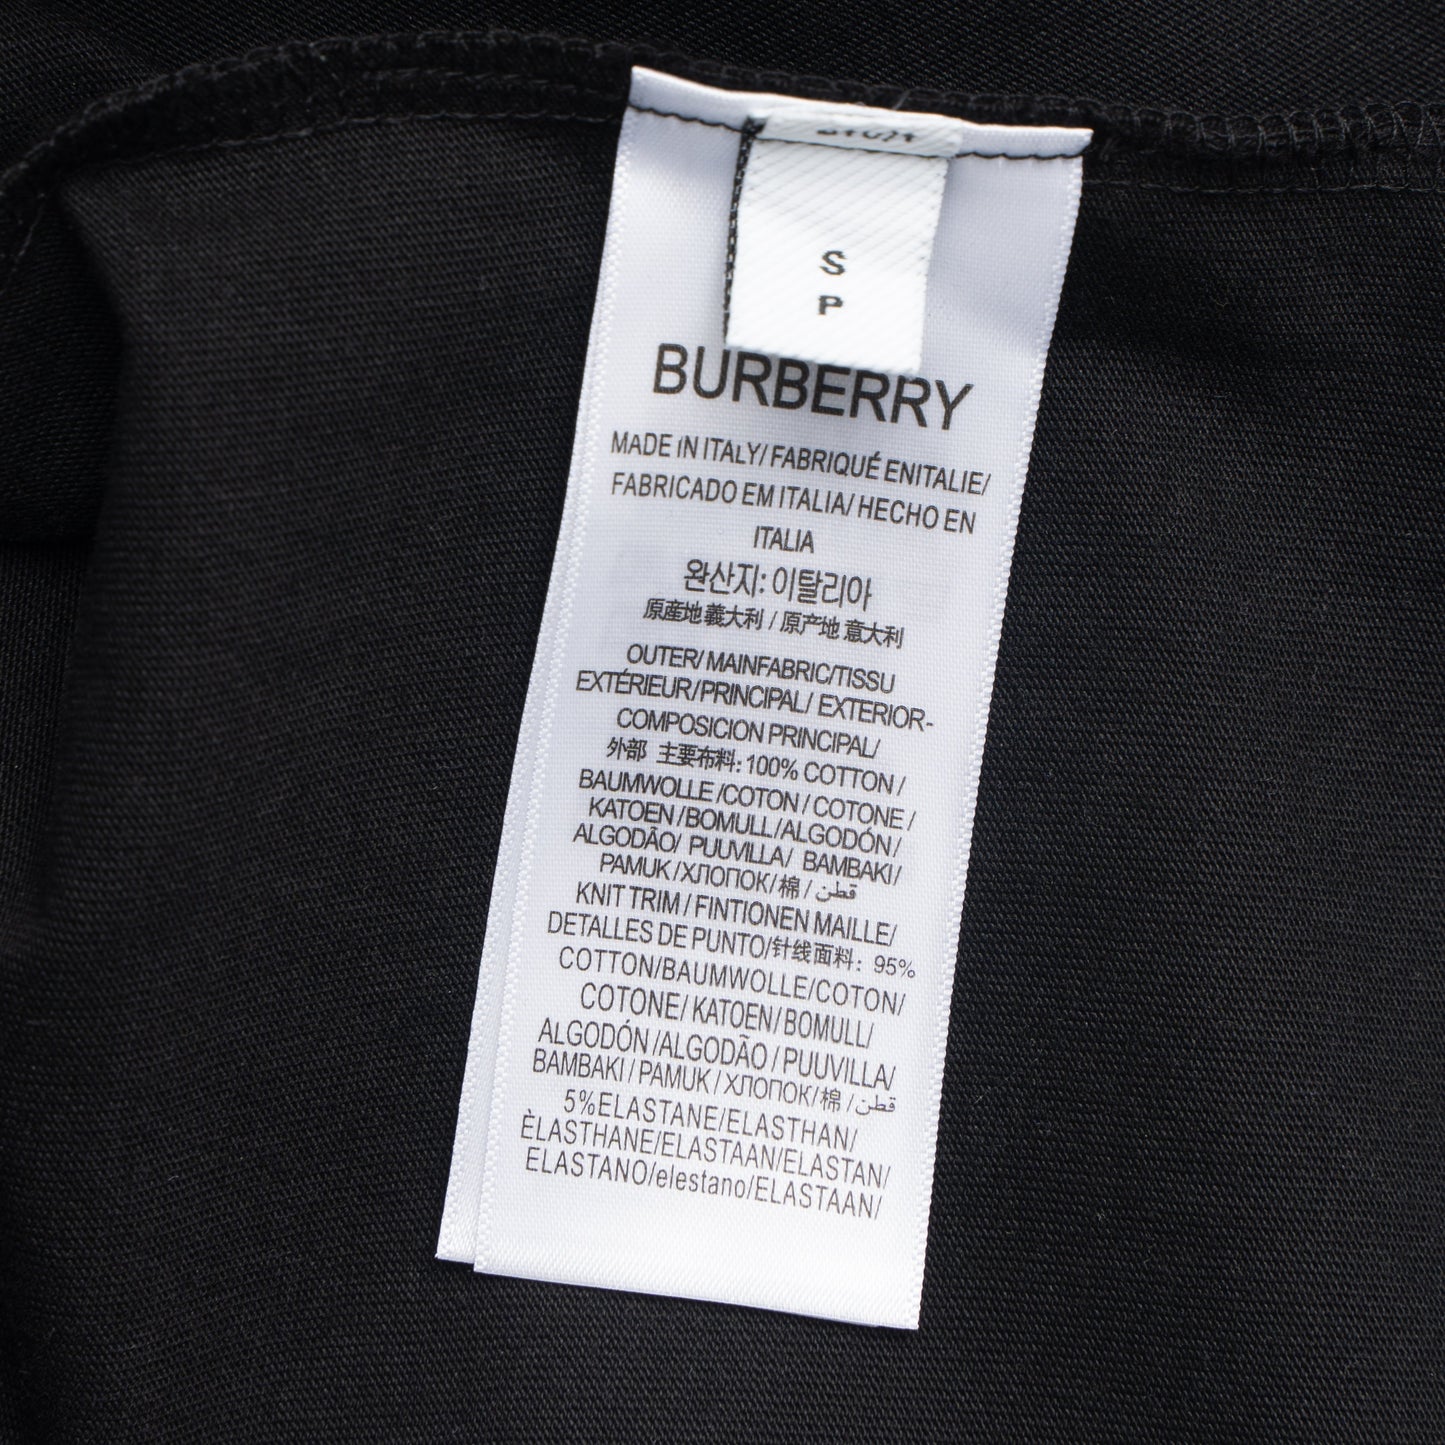 S
P
BURBERRY
MADE IN ITALY/ FABRIQUÉ ENITALIE/
FABRICADO EM ITALIA/ HECHO EN
ITALIA
완산지: 이탈리아
原産地義大利 / 原产地 意大利
OUTER/ MAINFABRIC/TISSU
EXTÉRIEUR/PRINCIPAL/ EXTERIOR-
COMPOSICION PRINCIPAL/
外部 主要布料: 100% COTTON /
BAUMWOLLE /COTON / COTONE /
KATOEN /BOMULL/ALGODÓN/
ALGODÃO/ PUUVILLA/ BAMBAKI/
PAMUK /ХЛОПОК/ 棉 / قطن
KNIT TRIM / FINTIONEN MAILLE/
DETALLES DE PUNTO/针线面料: 95%
COTTON/BAUMWOLLE/COTON/
COTONE/ KATOEN/ BOMULL/
ALGODÓN /ALGODÃO / PUUVILLA/
BAMBAKI / PAMUK / ХЛОПОК/ 棉 / قطن
5%ELASTANE/ELASTHAN/
ÈLASTHANE/ELASTAAN/ELASTAN/
ELASTANO/elestano/ELASTAAN/